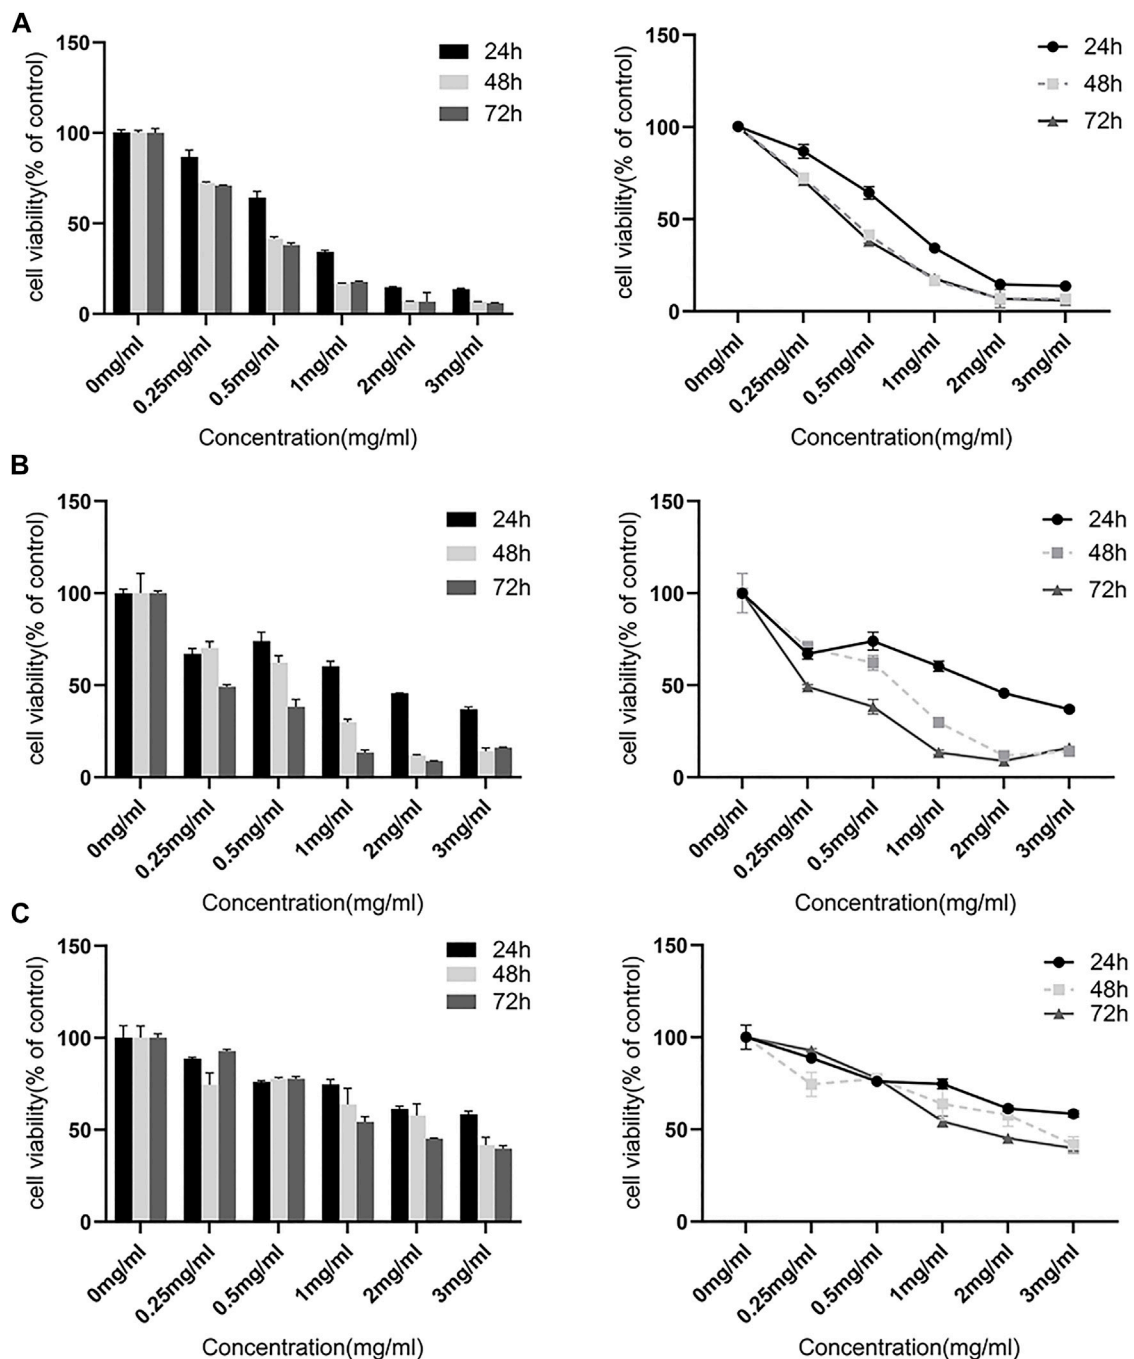 A
cell viability(% of control)
150
100
50
0
24h
48h
72h
0mg/ml
0.25mg/ml
0.5mg/ml
1mg/ml
2mg/ml
3mg/ml
Concentration(mg/ml)
cell viability(% of control)
150
100
50
0
24h
48h
72h
0mg/ml
0.25mg/ml
0.5mg/ml
1mg/ml
2mg/ml
3mg/ml
Concentration(mg/ml)
B
cell viability(% of control)
150
100
50
0
24h
48h
72h
0mg/ml
0.25mg/ml
0.5mg/ml
1mg/ml
2mg/ml
3mg/ml
Concentration(mg/ml)
cell viability(% of control)
150
100
50
0
24h
48h
72h
0mg/ml
0.25mg/ml
0.5mg/ml
1mg/ml
2mg/ml
3mg/ml
Concentration(mg/ml)
C
cell viability(% of control)
150
100
50
0
24h
48h
72h
0mg/ml
0.25mg/ml
0.5mg/ml
1mg/ml
2mg/ml
3mg/ml
Concentration(mg/ml)
cell viability(% of control)
150
100
50
0
24h
48h
72h
0mg/ml
0.25mg/ml
0.5mg/ml
1mg/ml
2mg/ml
3mg/ml
Concentration(mg/ml)